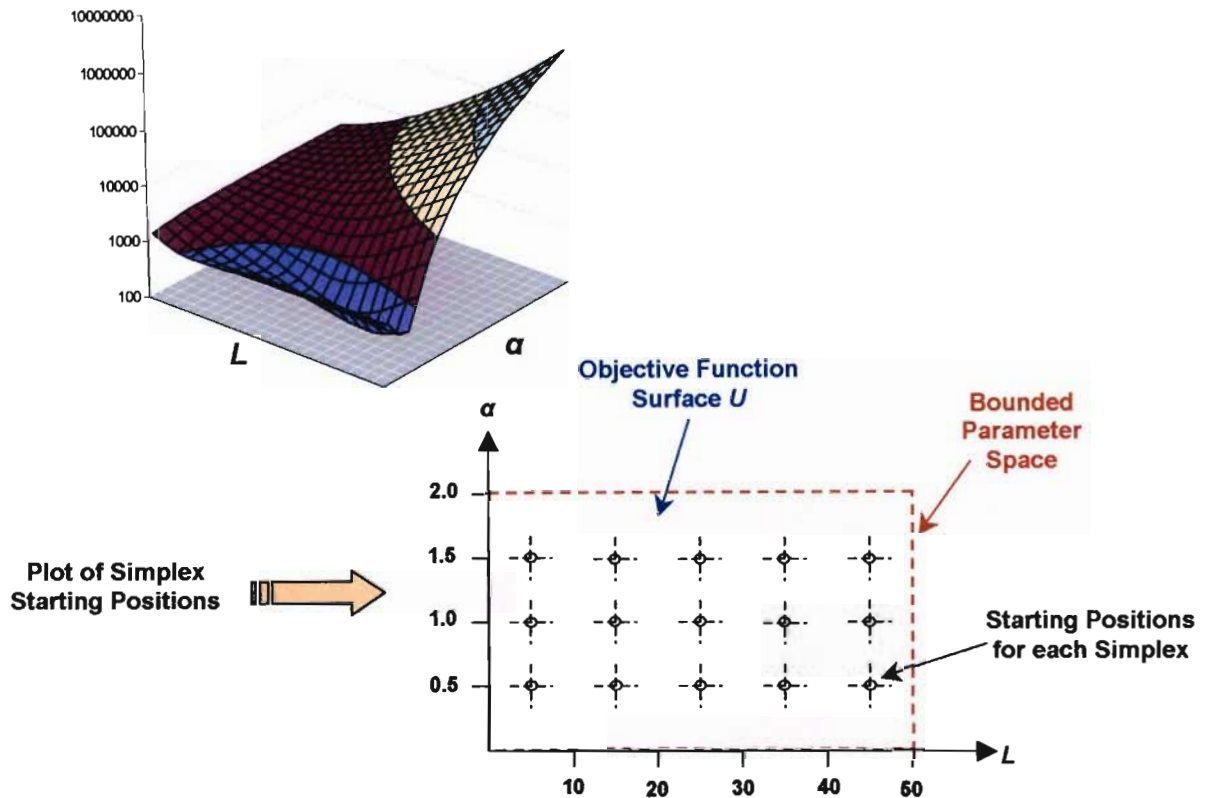 10000000
1000000
100000
10000
1000
100
L
α
Objective Function
Surface U
Bounded
Parameter
Space
α
2.0
1.5
1.0
0.5
Plot of Simplex
Starting Positions
Starting Positions
for each Simplex
L
10 20 30 40 50